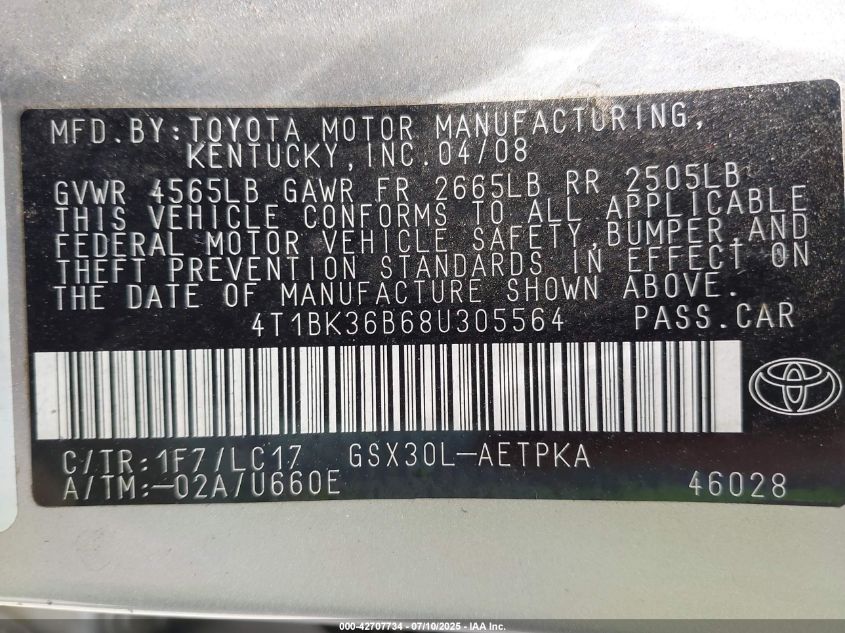 MFD.BY:TOYOTA MOTOR MANUFACTURING,
KENTUCKY,INC.04/08
GVWR 4565LB GAWR FR 2665LB RR 2505LB
THIS VEHICLE CONFORMS TO ALL APPLICABLE
FEDERAL MOTOR VEHICLE SAFETY,BUMPER,AND
THEFT PREVENTION STANDARDS IN EFFECT ON
THE DATE OF MANUFACTURE SHOWN ABOVE.
4T1BK36B68U305564 PASS.CAR
C/TR:1F7/LC17 GSX30L-AETPKA
A/TM:-02A/U660E 46028
000-42707734 - 07/10/2025 - IAA Inc.